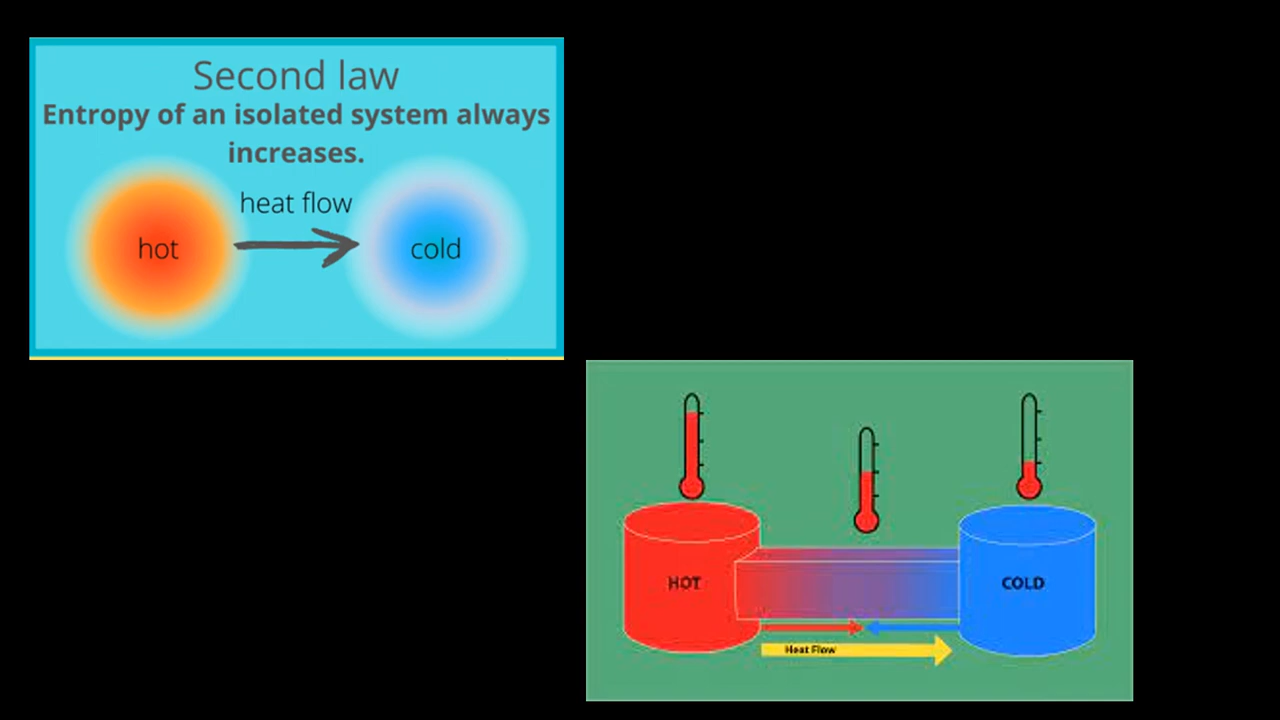 Second law
Entropy of an isolated system always
increases.
heat flow
hot
cold
HOT
COLD
Heat Flow